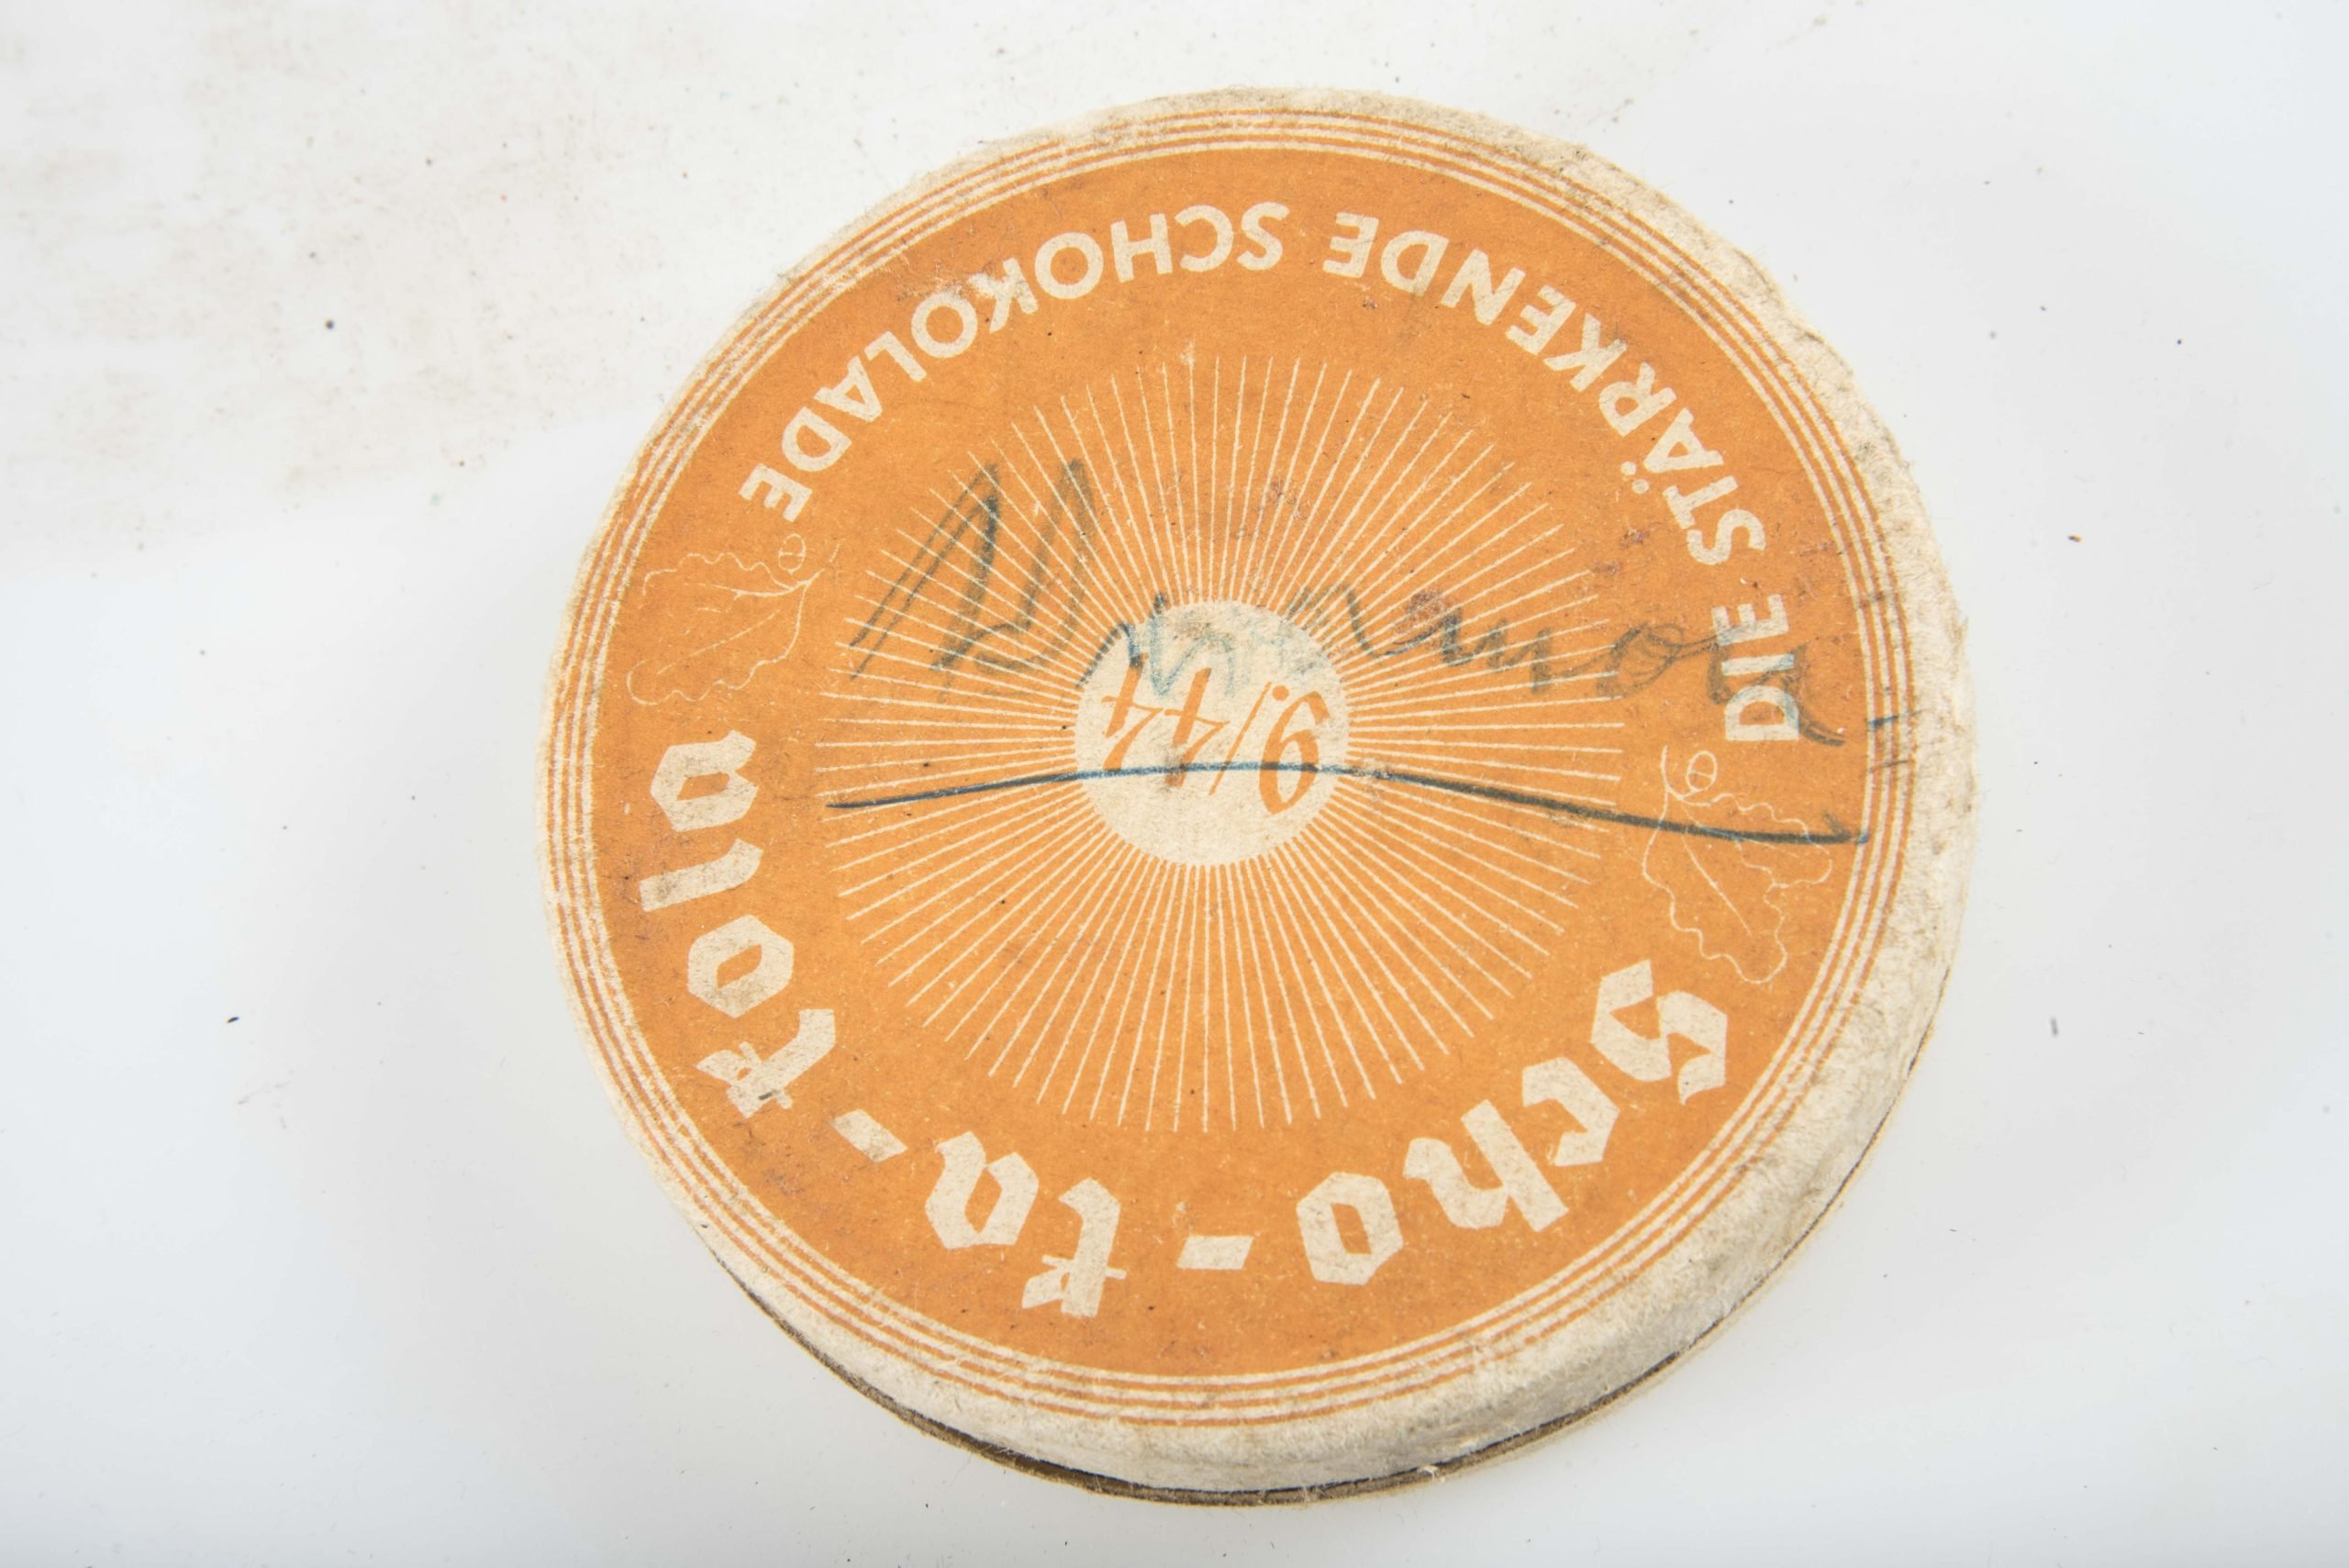 Scho-ka-kola
9./44
DIE STÄRKENDE SCHOKOLADE